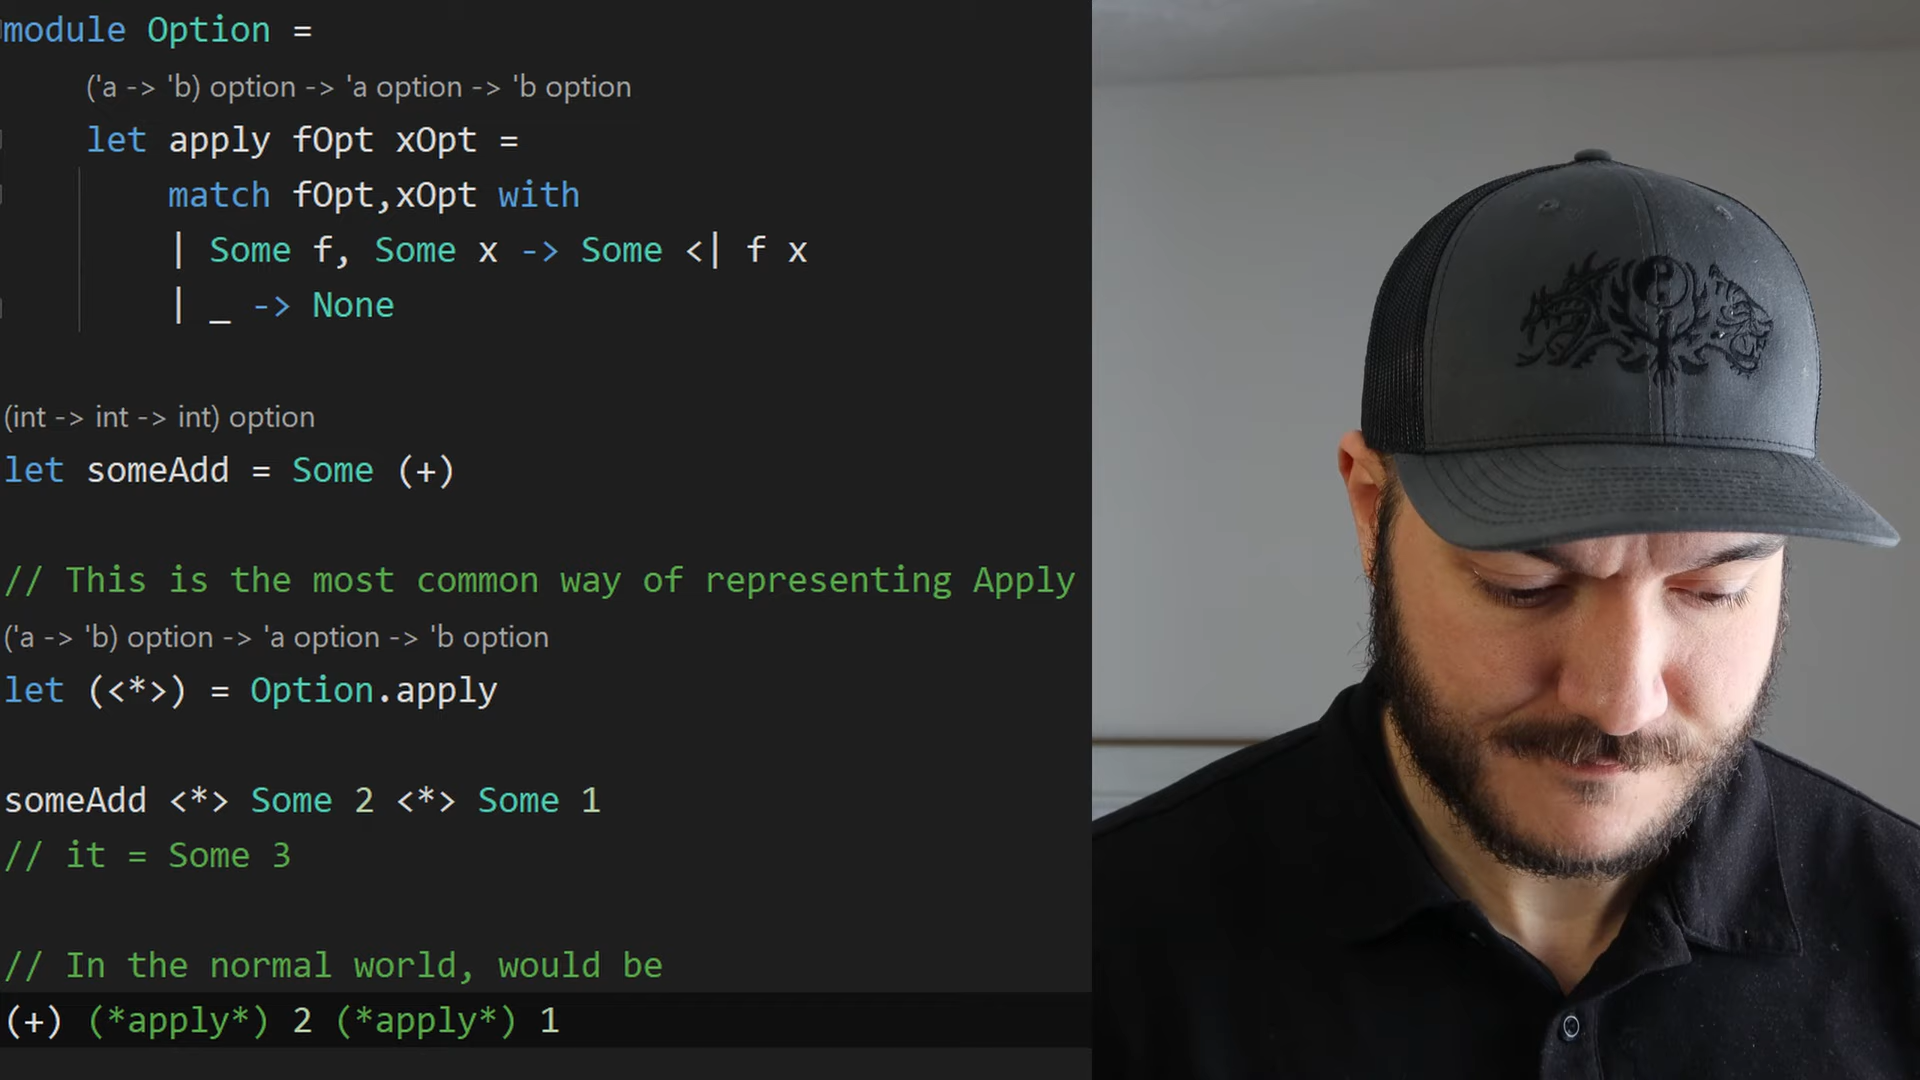 module Option =
('a -> 'b) option -> 'a option -> 'b option
let apply fOpt xOpt =
match fOpt,xOpt with
| Some f, Some x -> Some <| f x
| _ -> None
(int -> int -> int) option
let someAdd = Some (+)
// This is the most common way of representing Apply
('a -> 'b) option -> 'a option -> 'b option
let (<*>) = Option.apply
someAdd <*> Some 2 <*> Some 1
// it = Some 3
// In the normal world, would be
(+) (*apply*) 2 (*apply*) 1